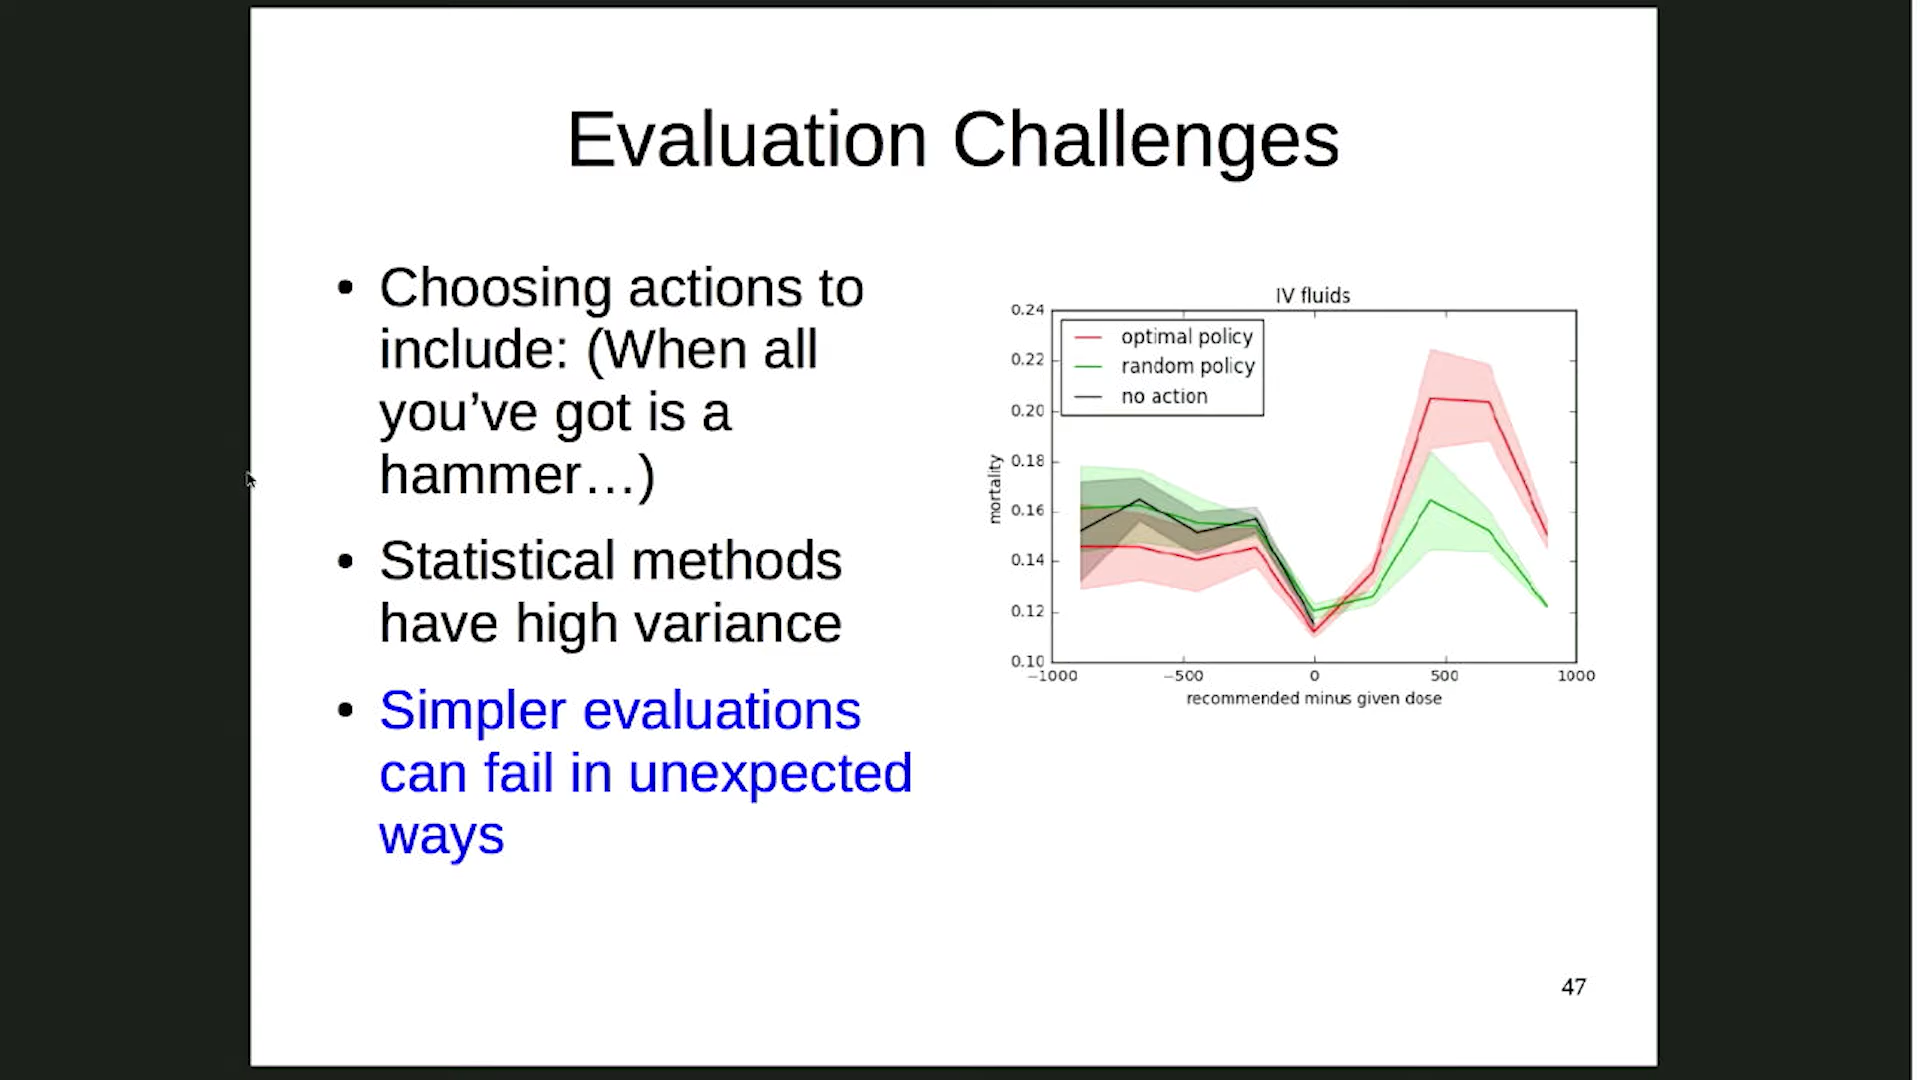 Evaluation Challenges
• Choosing actions to
include: (When all
you’ve got is a
hammer…)
• Statistical methods
have high variance
• Simpler evaluations
can fail in unexpected
ways
IV fluids
optimal policy
random policy
no action
mortality
0.24
0.22
0.20
0.18
0.16
0.14
0.12
0.10
−1000 −500 0 500 1000
recommended minus given dose
47